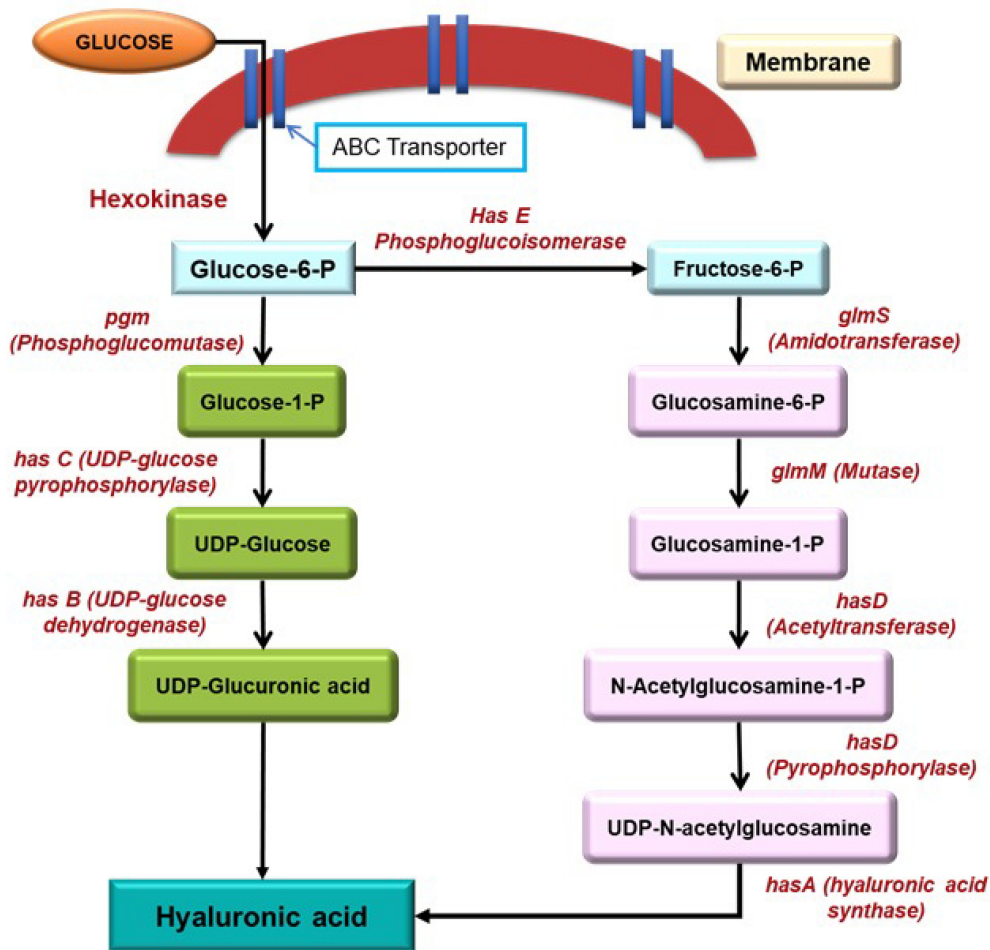 GLUCOSE
Membrane
ABC Transporter
Hexokinase
Has E
Phosphoglucoisomerase
Glucose-6-P
Fructose-6-P
pgm
(Phosphoglucomutase)
glmS
(Amidotransferase)
Glucose-1-P
Glucosamine-6-P
has C (UDP-glucose
pyrophosphorylase)
glmM (Mutase)
UDP-Glucose
Glucosamine-1-P
has B (UDP-glucose
dehydrogenase)
hasD
(Acetyltransferase)
UDP-Glucuronic acid
N-Acetylglucosamine-1-P
hasD
(Pyrophosphorylase)
UDP-N-acetylglucosamine
hasA (hyaluronic acid
synthase)
Hyaluronic acid